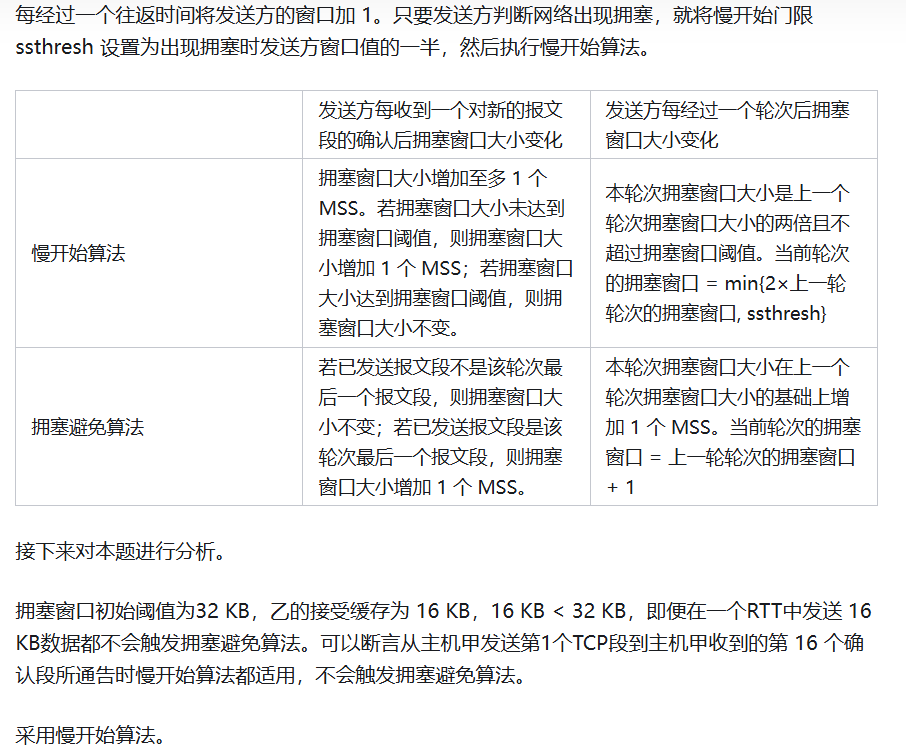 每经过一个往返时间将发送方的窗口加 1。只要发送方判断网络出现拥塞，就将慢开始门限
ssthresh 设置为出现拥塞时发送方窗口值的一半，然后执行慢开始算法。
发送方每收到一个对新的报文
段的确认后拥塞窗口大小变化
发送方每经过一个轮次后拥塞
窗口大小变化
慢开始算法
拥塞窗口大小增加至多 1 个
MSS。若拥塞窗口大小未达到
拥塞窗口阈值，则拥塞窗口大
小增加 1 个 MSS；若拥塞窗口
大小达到拥塞窗口阈值，则拥
塞窗口大小不变。
本轮次拥塞窗口大小是上一个
轮次拥塞窗口大小的两倍且不
超过拥塞窗口阈值。当前轮次
的拥塞窗口 = min{2×上一轮
轮次的拥塞窗口, ssthresh}
拥塞避免算法
若已发送报文段不是该轮次最
后一个报文段，则拥塞窗口大
小不变；若已发送报文段是该
轮次最后一个报文段，则拥塞
窗口大小增加 1 个 MSS。
本轮次拥塞窗口大小在上一个
轮次拥塞窗口大小的基础上增
加 1 个 MSS。当前轮次的拥塞
窗口 = 上一轮轮次的拥塞窗口
+ 1
接下来对本题进行分析。
拥塞窗口初始阈值为32 KB，乙的接受缓存为 16 KB，16 KB < 32 KB，即便在一个RTT中发送 16
KB数据都不会触发拥塞避免算法。可以断言从主机甲发送第1个TCP段到主机甲收到的第 16 个确
认段所通告时慢开始算法都适用，不会触发拥塞避免算法。
采用慢开始算法。